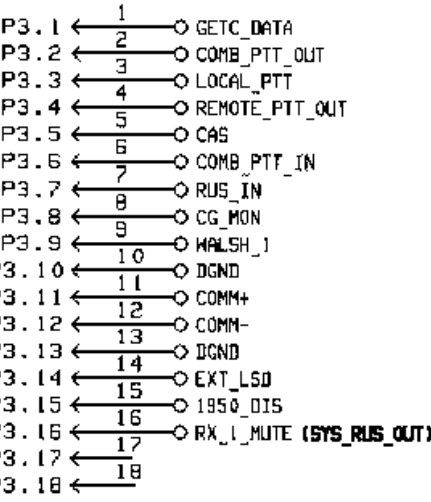 1
P3.1 GETC_DATA
2
P3.2 COMB_PTT_OUT
3
P3.3 LOCAL_PTT
4
P3.4 REMOTE_PTT_OUT
5
P3.5 CAS
6
P3.6 COMB_PTT_IN
7
P3.7 RUS_IN
8
P3.8 CG_MON
9
P3.9 WALSH_1
10
P3.10 DGND
11
P3.11 COMM+
12
P3.12 COMM-
13
P3.13 DGND
14
P3.14 EXT_LSD
15
P3.15 1950_DIS
16
P3.16 RX_1_MUTE (SYS_RUS_OUT)
17
P3.17
18
P3.18